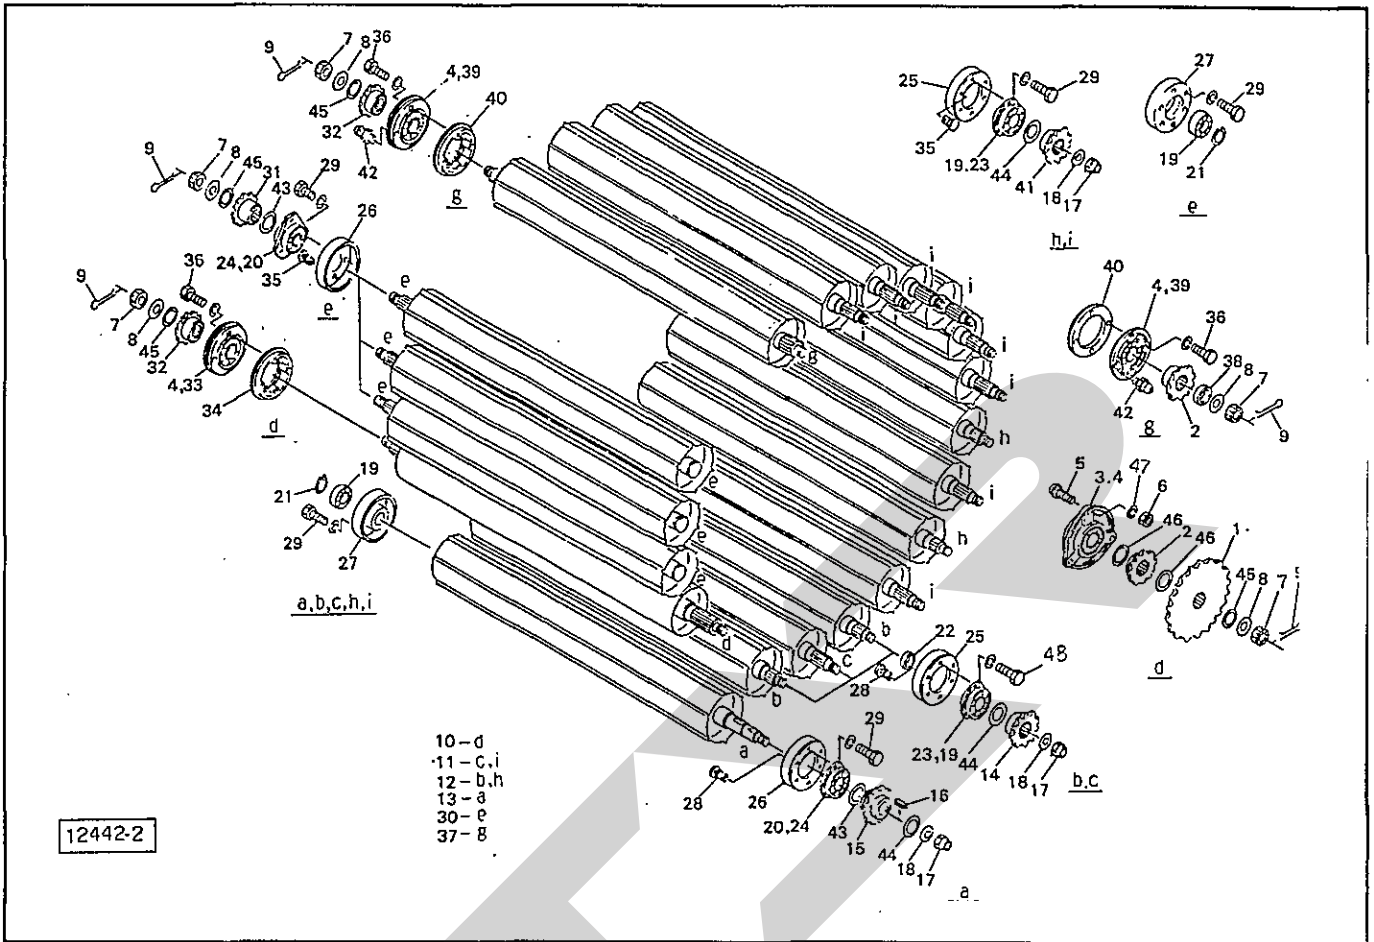 9 7 8 36 4,39 40
45 32 42 g
9 7 8 45 31 43 29 26
24,20 35 e
9 36 7 8 45 32 4,33 34 d
25 29 35 19,23 44 41 18 17
h,i
27 29 19 21
e
40 4,39 36 38 8 7 42 2 9
g
5 3.4 47 6 46 2 46 1 45 8 7
d
21 19 29 27
a,b,c,h,i
e e e e e e
g i i i i i i h i h i b c d b a
28 22 25 48
23,19 44 14 18 17
b,c
28 26 29 20,24 43 15 16 44 18 17
a
10-d
11-c,i
12-b,h
13-a
30-e
37-g
12442-2